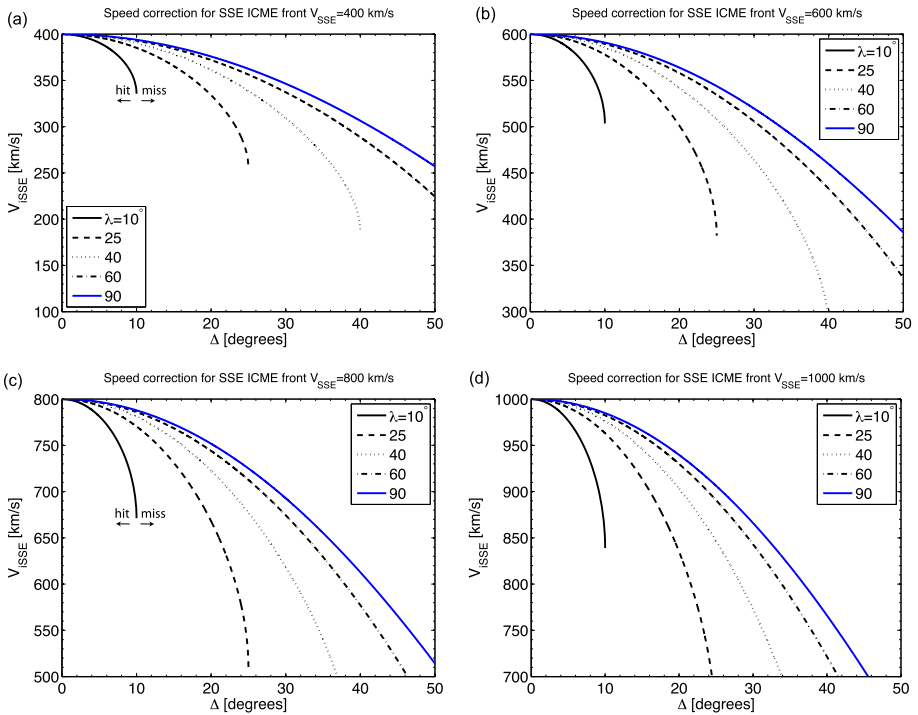 (a)
Speed correction for SSE ICME front V_SSE=400 km/s
400
350
300
250
200
150
100
V_iSSE [km/s]
hit miss
λ=10°
25
40
60
90
0 10 20 30 40 50
Δ [degrees]
(b)
Speed correction for SSE ICME front V_SSE=600 km/s
600
550
500
450
400
350
300
V_iSSE [km/s]
λ=10°
25
40
60
90
0 10 20 30 40 50
Δ [degrees]
(c)
Speed correction for SSE ICME front V_SSE=800 km/s
800
750
700
650
600
550
500
V_iSSE [km/s]
hit miss
λ=10°
25
40
60
90
0 10 20 30 40 50
Δ [degrees]
(d)
Speed correction for SSE ICME front V_SSE=1000 km/s
1000
950
900
850
800
750
700
V_iSSE [km/s]
λ=10°
25
40
60
90
0 10 20 30 40 50
Δ [degrees]